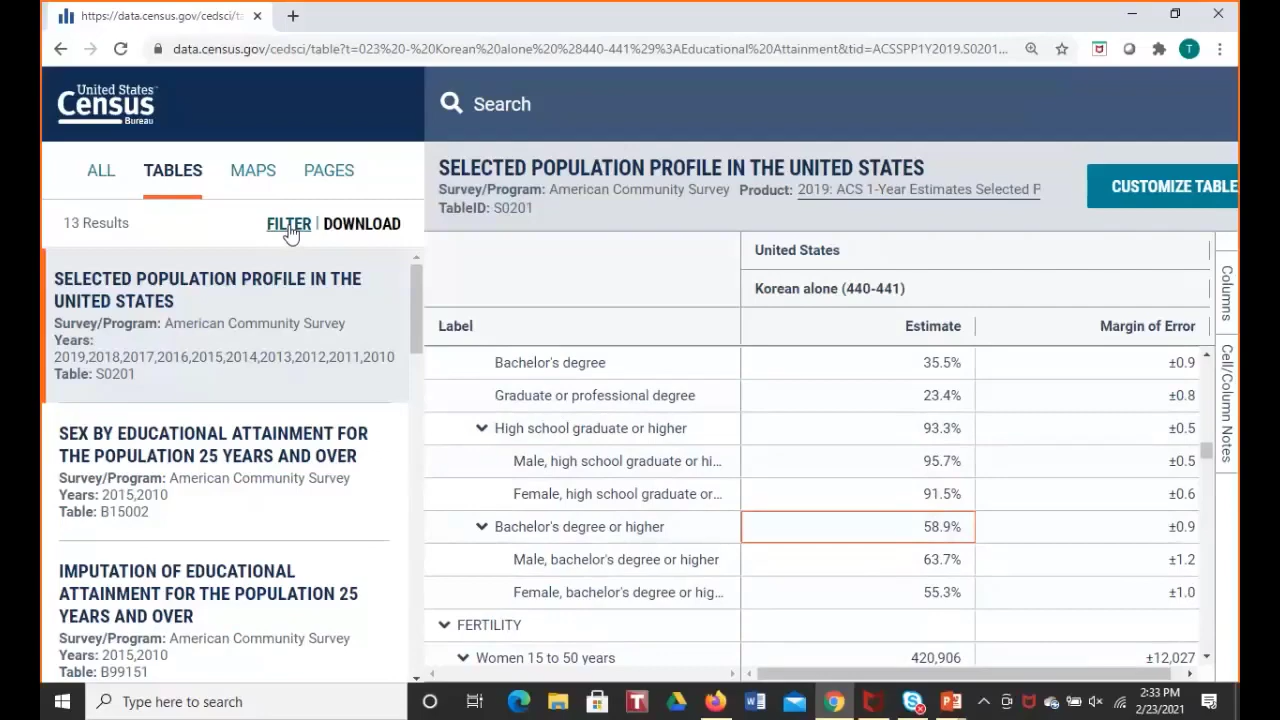 https://data.census.gov/cedsci/ta
https://data.census.gov/cedsci/table?t=023%20-%20Korean%20alone%20%28440-441%29%3AEducational%20Attainment&tid=ACSSPP1Y2019.S0201...
T
United States
Census
Bureau
Search
ALL TABLES MAPS PAGES
13 Results FILTER | DOWNLOAD
SELECTED POPULATION PROFILE IN THE UNITED STATES
Survey/Program: American Community Survey Product: 2019: ACS 1-Year Estimates Selected P
TableID: S0201
CUSTOMIZE TABLE
SELECTED POPULATION PROFILE IN THE
UNITED STATES
Survey/Program: American Community Survey
Years:
2019,2018,2017,2016,2015,2014,2013,2012,2011,2010
Table: S0201
SEX BY EDUCATIONAL ATTAINMENT FOR
THE POPULATION 25 YEARS AND OVER
Survey/Program: American Community Survey
Years: 2015,2010
Table: B15002
IMPUTATION OF EDUCATIONAL
ATTAINMENT FOR THE POPULATION 25
YEARS AND OVER
Survey/Program: American Community Survey
Years: 2015,2010
Table: B99151
United States
Korean alone (440-441)
Label Estimate Margin of Error
Bachelor's degree 35.5% ±0.9
Graduate or professional degree 23.4% ±0.8
High school graduate or higher 93.3% ±0.5
Male, high school graduate or hi... 95.7% ±0.5
Female, high school graduate or... 91.5% ±0.6
Bachelor's degree or higher 58.9% ±0.9
Male, bachelor's degree or higher 63.7% ±1.2
Female, bachelor's degree or hig... 55.3% ±1.0
FERTILITY
Women 15 to 50 years 420,906 ±12,027
Columns
Cell/Column Notes
Type here to search
2:33 PM
2/23/2021